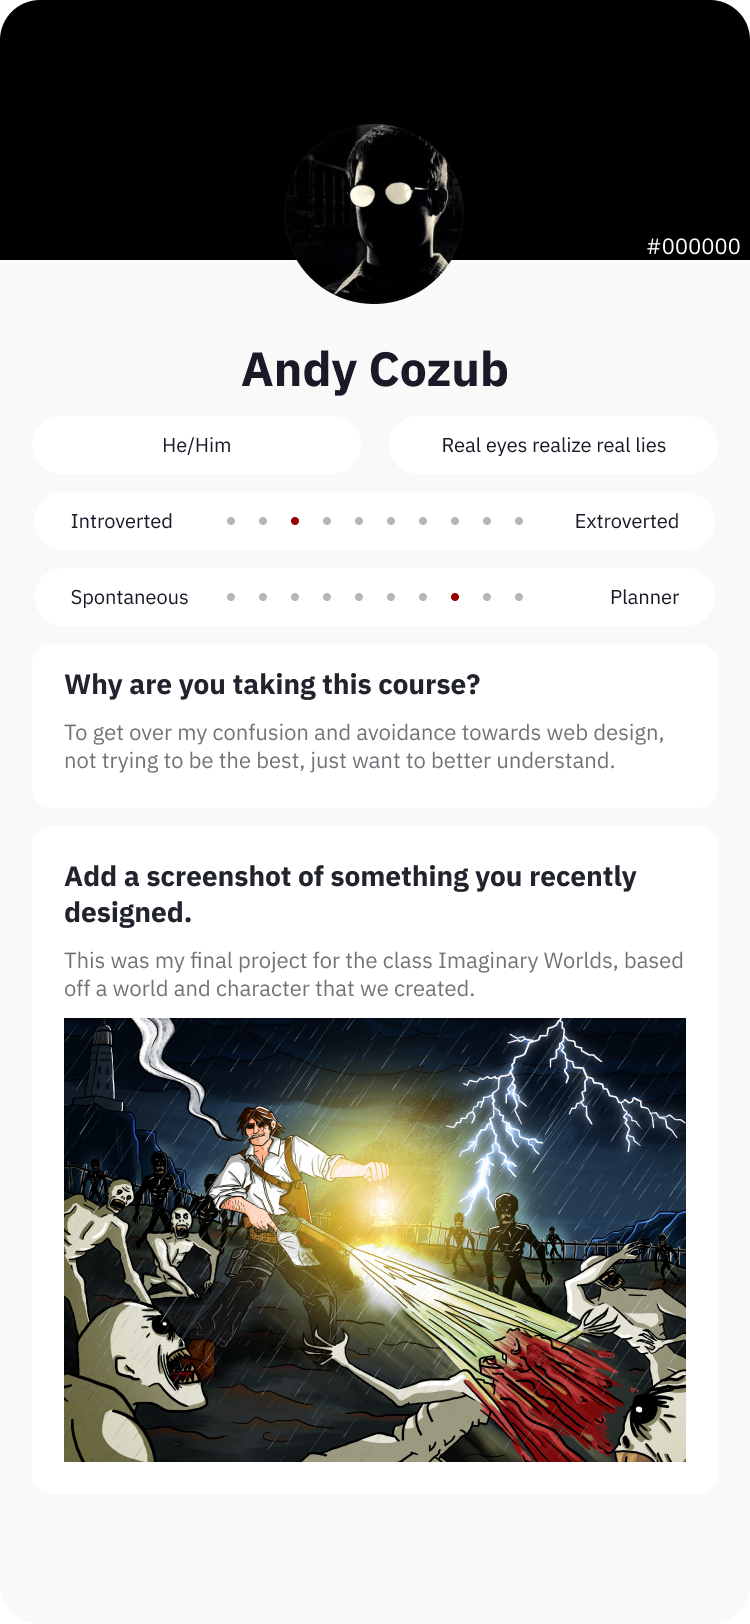 #000000
Andy Cozub
He/Him
Real eyes realize real lies
Introverted
Extroverted
Spontaneous
Planner
Why are you taking this course?
To get over my confusion and avoidance towards web design,
not trying to be the best, just want to better understand.
Add a screenshot of something you recently
designed.
This was my final project for the class Imaginary Worlds, based
off a world and character that we created.